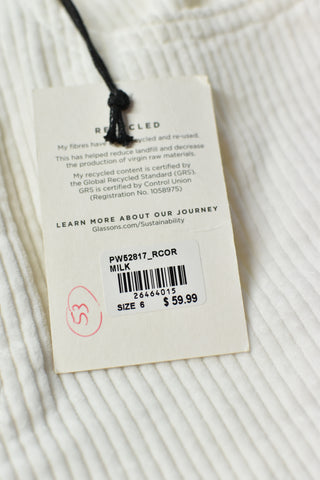 RECYCLED
My fibres have been recycled and re-used.
This has helped reduce landfill and decrease
the production of virgin raw materials.
My recycled content is certified by
the Global Recycled Standard (GRS).
GRS is certified by Control Union
(Registration No. 1058975)
LEARN MORE ABOUT OUR JOURNEY
Glassons.com/Sustainability
PW52817_RCOR
MILK
26464015
SIZE 6 $ 59.99
53